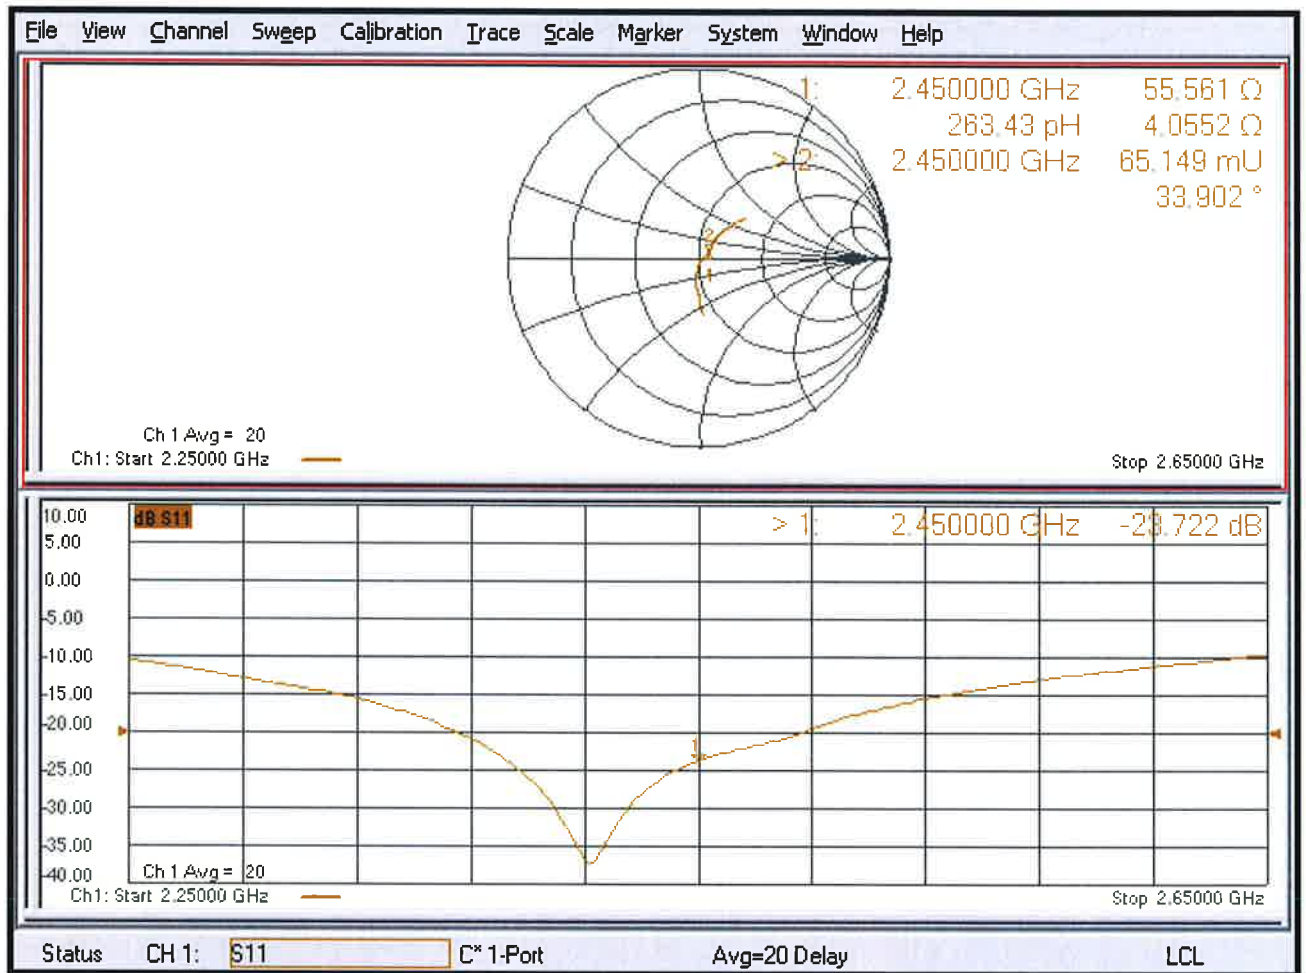 File View Channel Sweep Calibration Trace Scale Marker System Window Help
1: 2.450000 GHz 55.561 Ω
263.43 pH 4.0552 Ω
> 2: 2.450000 GHz 65.149 mU
33.902 °
2
1
Ch 1 Avg = 20
Ch1: Start 2.25000 GHz
Stop 2.65000 GHz
10.00
dB S11
> 1: 2.450000 GHz -23.722 dB
5.00
0.00
-5.00
-10.00
-15.00
-20.00
1
-25.00
-30.00
-35.00
-40.00
Ch 1 Avg = 20
Ch1: Start 2.25000 GHz
Stop 2.65000 GHz
Status CH 1: S11 C* 1-Port Avg=20 Delay LCL